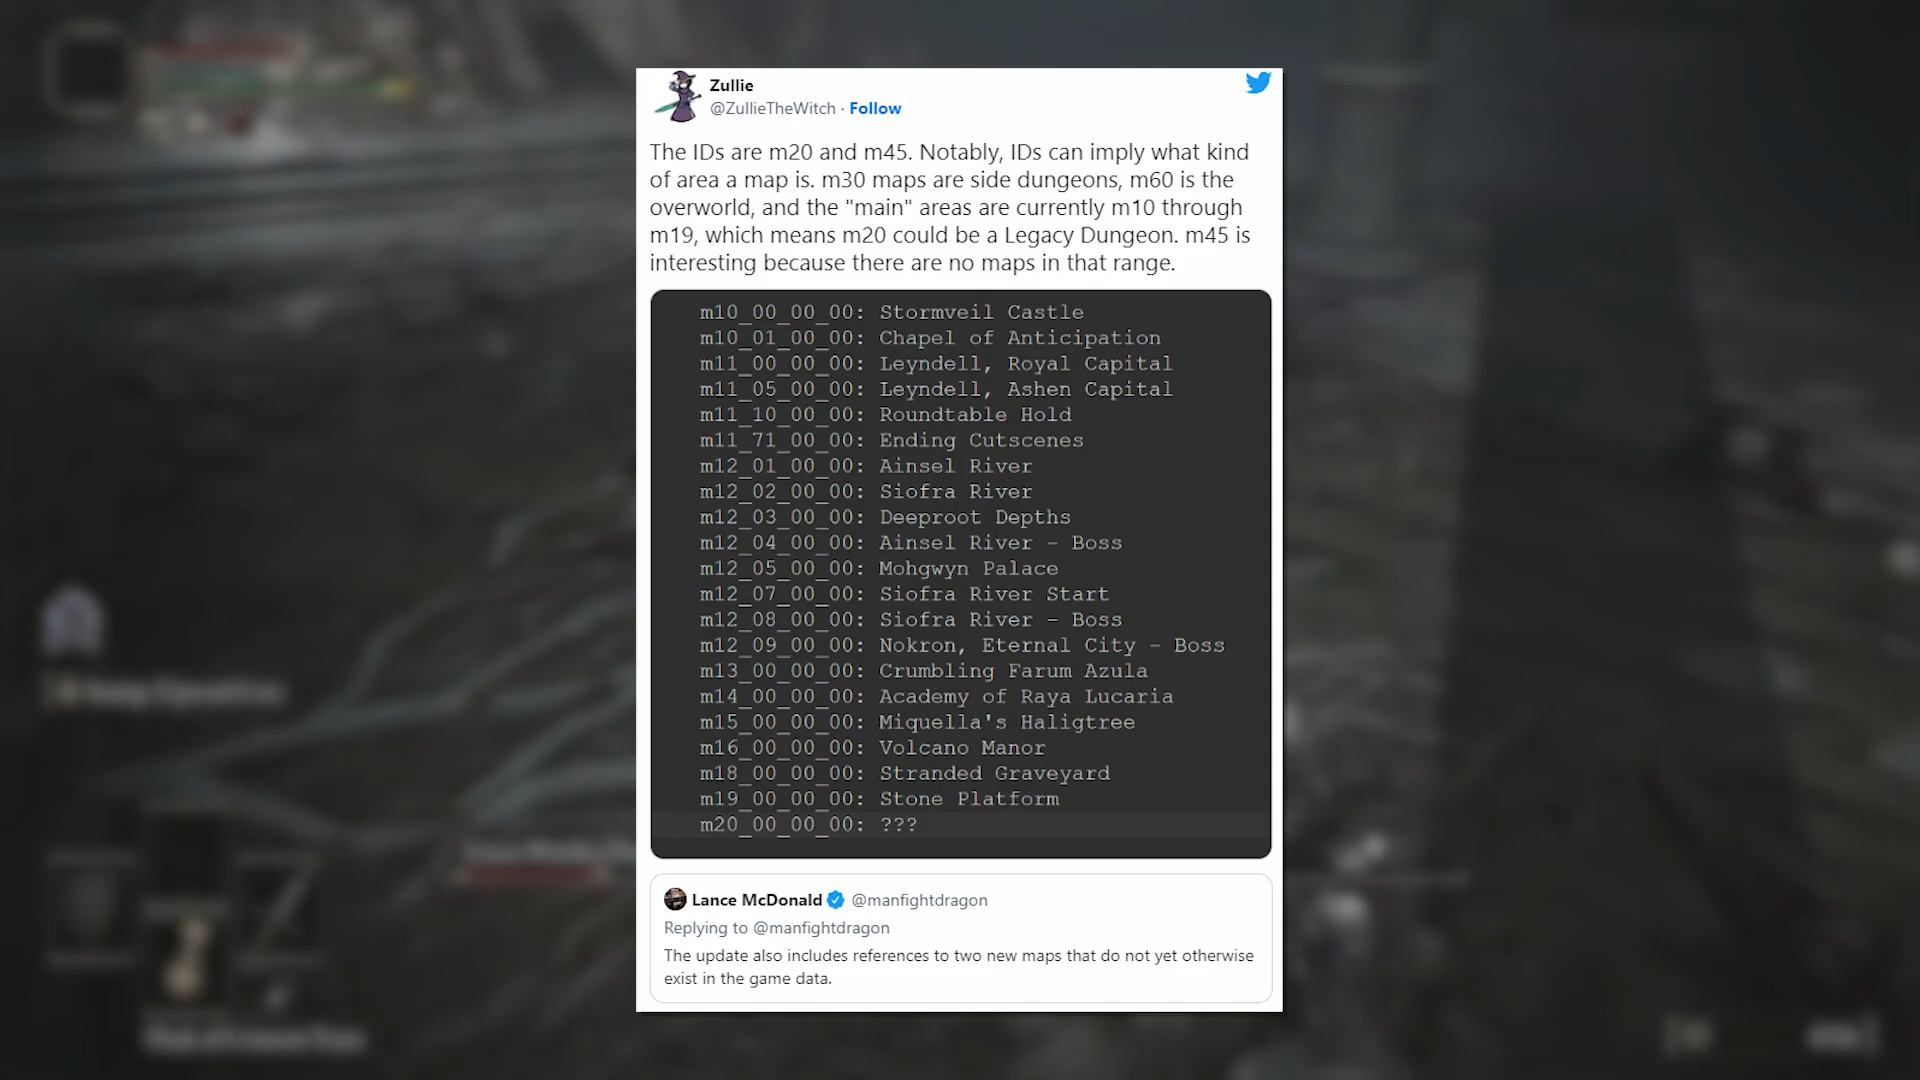 Zullie
@ZullieTheWitch · Follow
The IDs are m20 and m45. Notably, IDs can imply what kind
of area a map is. m30 maps are side dungeons, m60 is the
overworld, and the "main" areas are currently m10 through
m19, which means m20 could be a Legacy Dungeon. m45 is
interesting because there are no maps in that range.
m10_00_00_00: Stormveil Castle
m10_01_00_00: Chapel of Anticipation
m11_00_00_00: Leyndell, Royal Capital
m11_05_00_00: Leyndell, Ashen Capital
m11_10_00_00: Roundtable Hold
m11_71_00_00: Ending Cutscenes
m12_01_00_00: Ainsel River
m12_02_00_00: Siofra River
m12_03_00_00: Deeproot Depths
m12_04_00_00: Ainsel River - Boss
m12_05_00_00: Mohgwyn Palace
m12_07_00_00: Siofra River Start
m12_08_00_00: Siofra River - Boss
m12_09_00_00: Nokron, Eternal City - Boss
m13_00_00_00: Crumbling Farum Azula
m14_00_00_00: Academy of Raya Lucaria
m15_00_00_00: Miquella's Haligtree
m16_00_00_00: Volcano Manor
m18_00_00_00: Stranded Graveyard
m19_00_00_00: Stone Platform
m20_00_00_00: ???
Lance McDonald @manfightdragon
Replying to @manfightdragon
The update also includes references to two new maps that do not yet otherwise
exist in the game data.